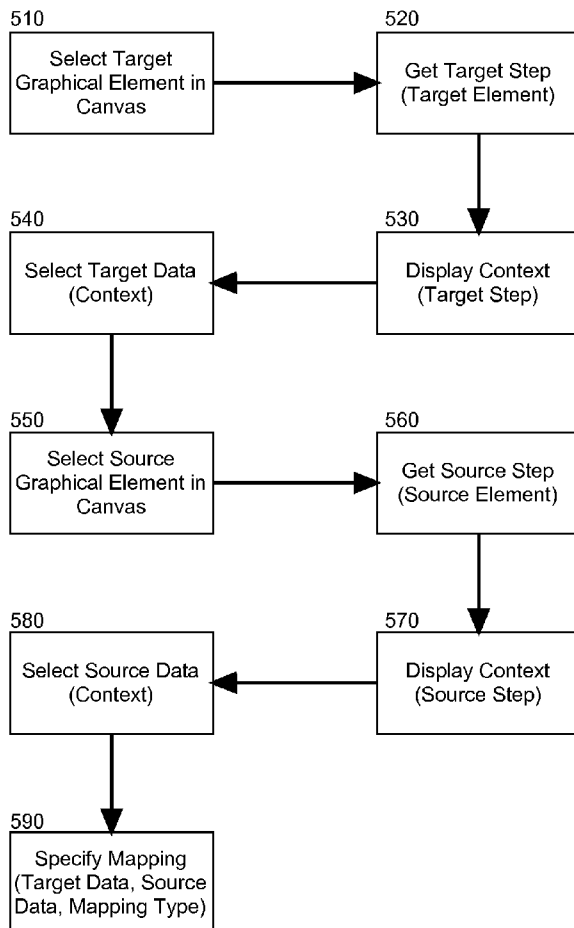 510
Select Target
Graphical Element in
Canvas
520
Get Target Step
(Target Element)
540
Select Target Data
(Context)
530
Display Context
(Target Step)
550
Select Source
Graphical Element in
Canvas
560
Get Source Step
(Source Element)
580
Select Source Data
(Context)
570
Display Context
(Source Step)
590
Specify Mapping
(Target Data, Source
Data, Mapping Type)